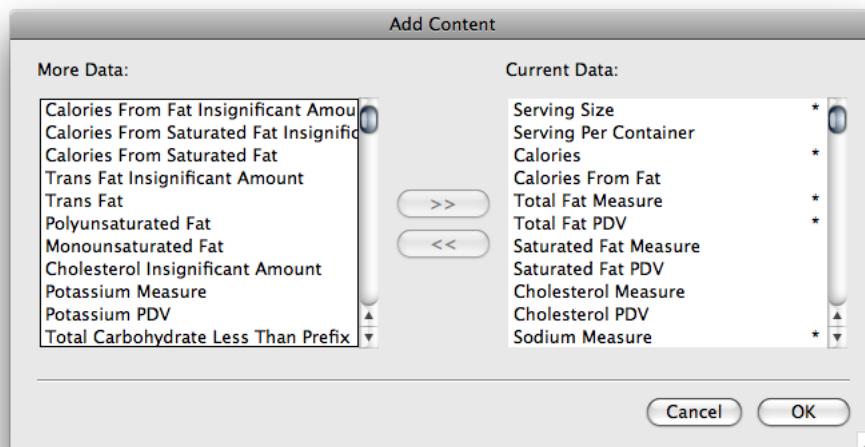 Add Content
More Data:
Calories From Fat Insignificant Amou
Calories From Saturated Fat Insignific
Calories From Saturated Fat
Trans Fat Insignificant Amount
Trans Fat
Polyunsaturated Fat
Monounsaturated Fat
Cholesterol Insignificant Amount
Potassium Measure
Potassium PDV
Total Carbohydrate Less Than Prefix
>>
<<
Current Data:
Serving Size *
Serving Per Container
Calories *
Calories From Fat
Total Fat Measure *
Total Fat PDV *
Saturated Fat Measure
Saturated Fat PDV
Cholesterol Measure
Cholesterol PDV
Sodium Measure *
Cancel
OK